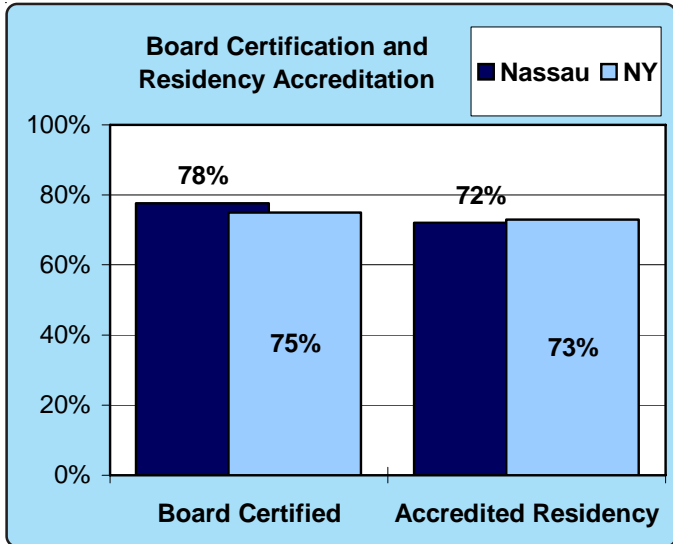 Board Certification and
Residency Accreditation
Nassau NY
100%
80%
60%
40%
20%
0%
78%
75%
72%
73%
Board Certified
Accredited Residency